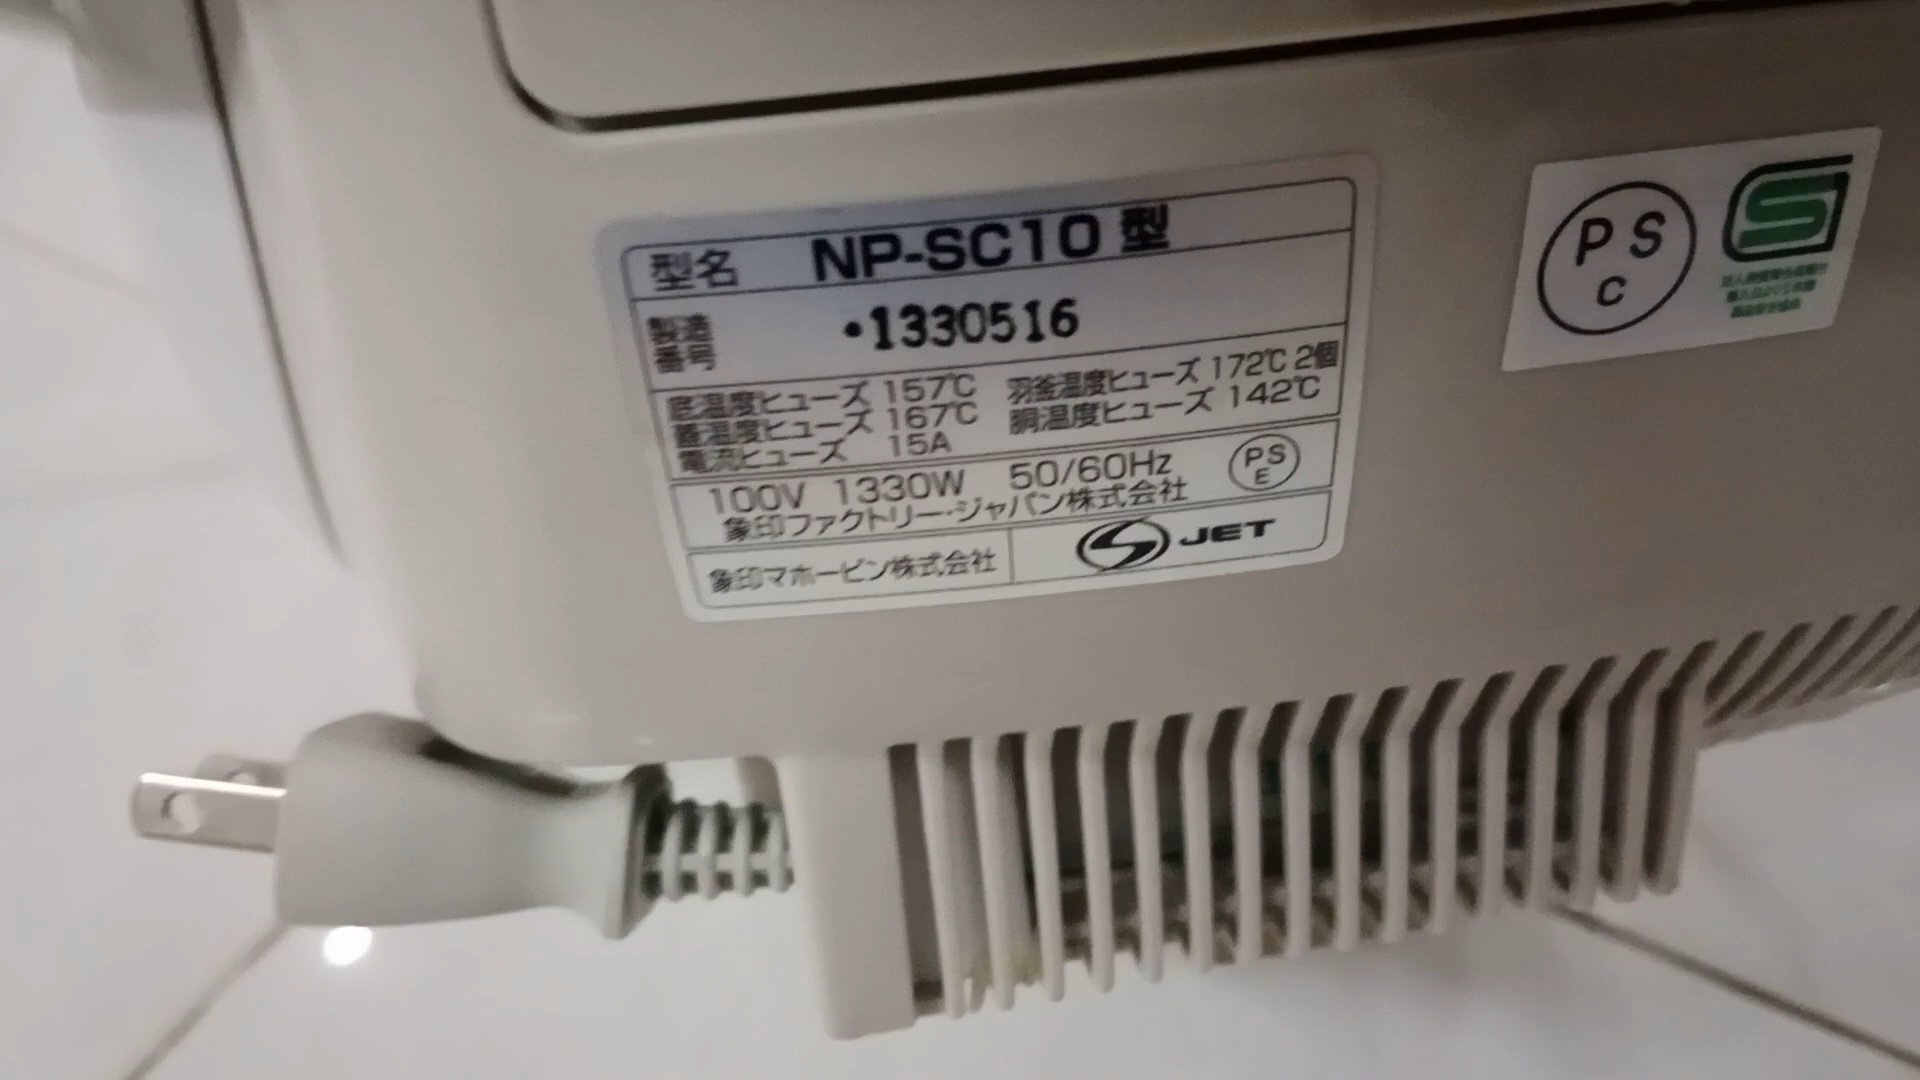 型名 NP-SC10 型
製造番号 •1330516
底温度ヒューズ 157℃ 羽釜温度ヒューズ 172℃ 2個
蓋温度ヒューズ 167℃ 胴温度ヒューズ 142℃
電流ヒューズ 15A
100V 1330W 50/60Hz PS E
象印ファクトリー・ジャパン株式会社
象印マホービン株式会社 JET
PS C